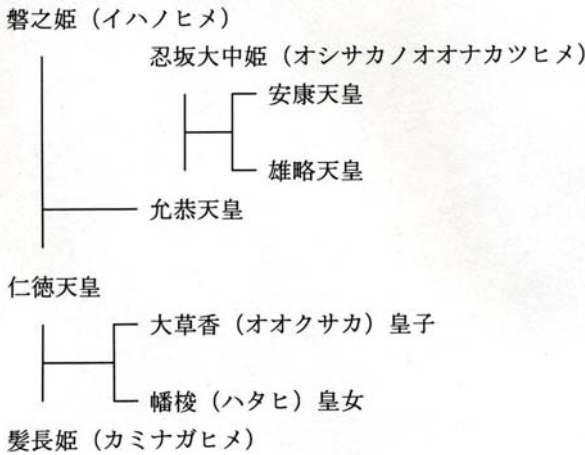 磐之姫（イハノヒメ）
忍坂大中姫（オシサカノオオナカツヒメ）
安康天皇
雄略天皇
允恭天皇
仁徳天皇
大草香（オオクサカ）皇子
幡梭（ハタヒ）皇女
髪長姫（カミナガヒメ）